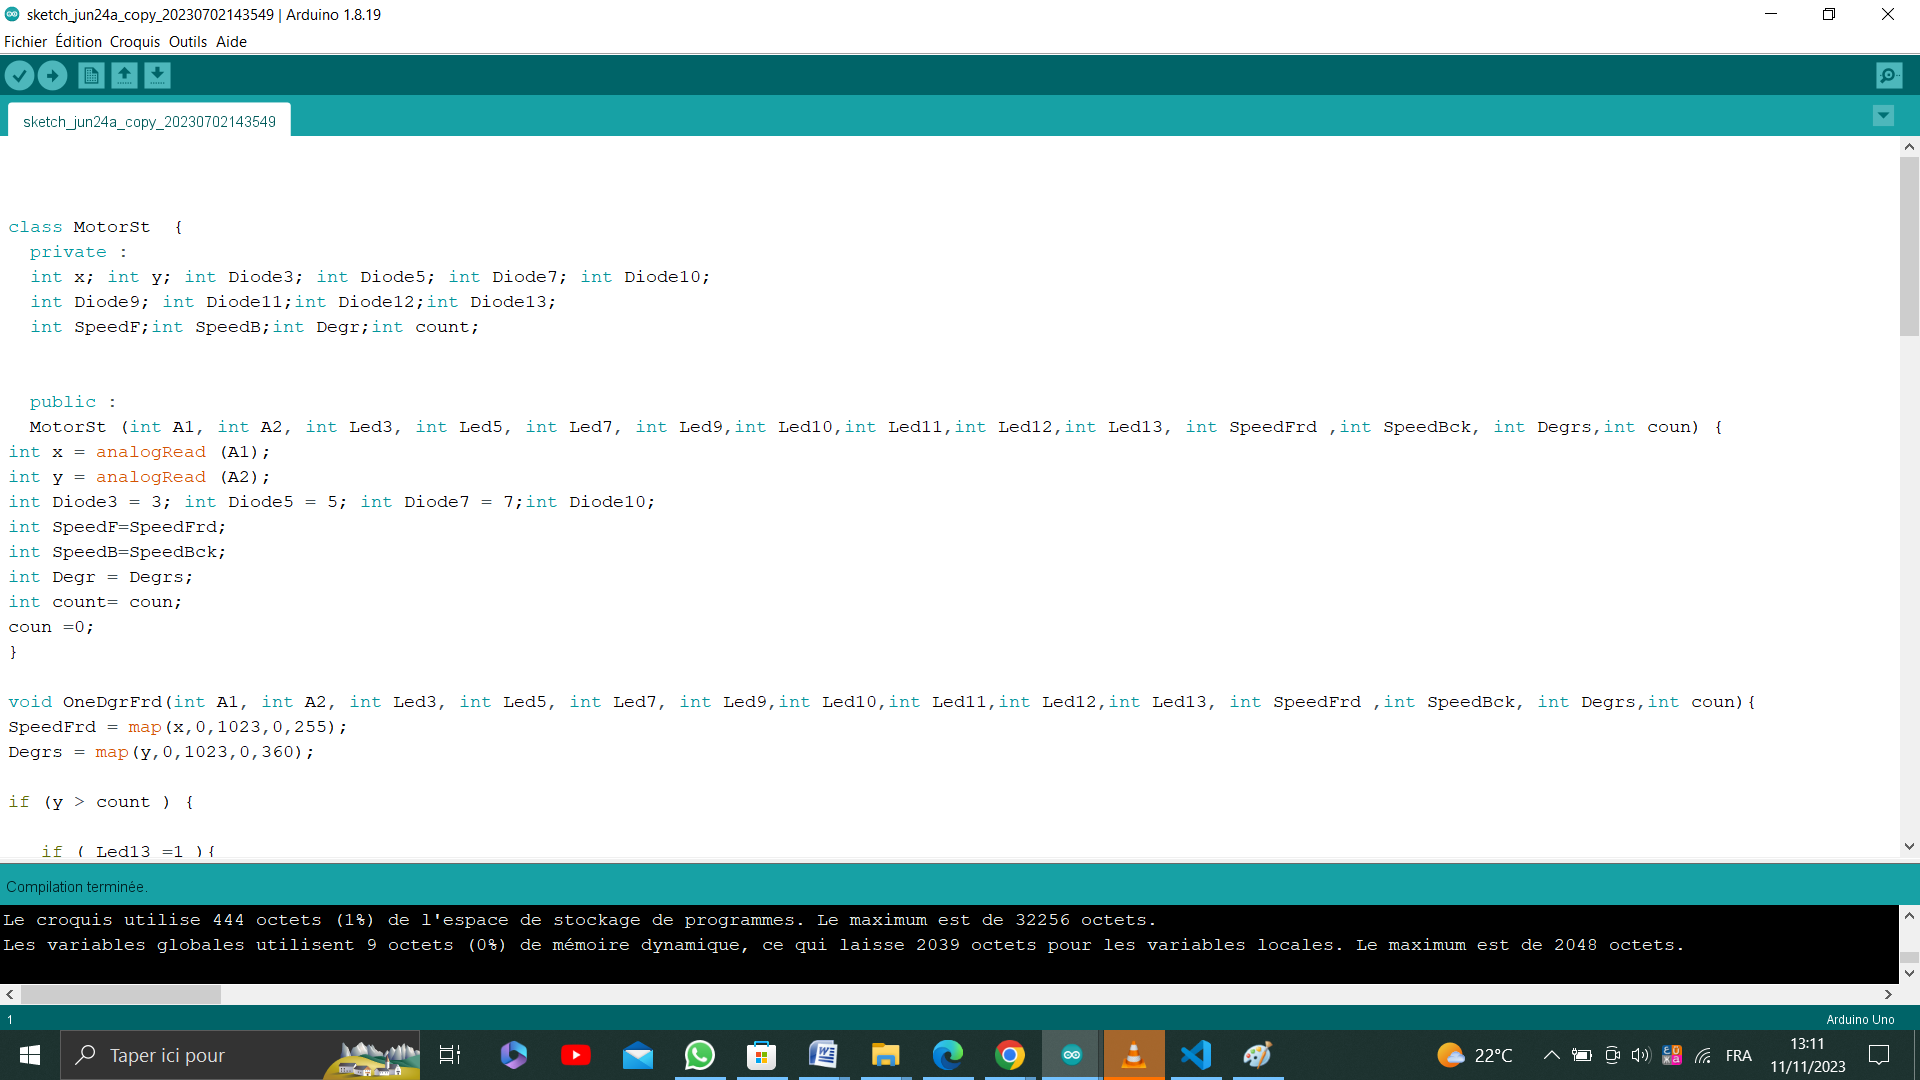 sketch_jun24a_copy_20230702143549 | Arduino 1.8.19
Fichier Édition Croquis Outils Aide
sketch_jun24a_copy_20230702143549
class MotorSt  {
  private :
  int x; int y; int Diode3; int Diode5; int Diode7; int Diode10;
  int Diode9; int Diode11;int Diode12;int Diode13;
  int SpeedF;int SpeedB;int Degr;int count;
  public :
  MotorSt (int A1, int A2, int Led3, int Led5, int Led7, int Led9,int Led10,int Led11,int Led12,int Led13, int SpeedFrd ,int SpeedBck, int Degrs,int coun) {
int x = analogRead (A1);
int y = analogRead (A2);
int Diode3 = 3; int Diode5 = 5; int Diode7 = 7;int Diode10;
int SpeedF=SpeedFrd;
int SpeedB=SpeedBck;
int Degr = Degrs;
int count= coun;
coun =0;
}
void OneDgrFrd(int A1, int A2, int Led3, int Led5, int Led7, int Led9,int Led10,int Led11,int Led12,int Led13, int SpeedFrd ,int SpeedBck, int Degrs,int coun){
SpeedFrd = map(x,0,1023,0,255);
Degrs = map(y,0,1023,0,360);
if (y > count ) {
   if ( Led13 =1 ){
Compilation terminée.
Le croquis utilise 444 octets (1%) de l'espace de stockage de programmes. Le maximum est de 32256 octets.
Les variables globales utilisent 9 octets (0%) de mémoire dynamique, ce qui laisse 2039 octets pour les variables locales. Le maximum est de 2048 octets.
1
Arduino Uno
Taper ici pour
22°C
FRA
13:11
11/11/2023